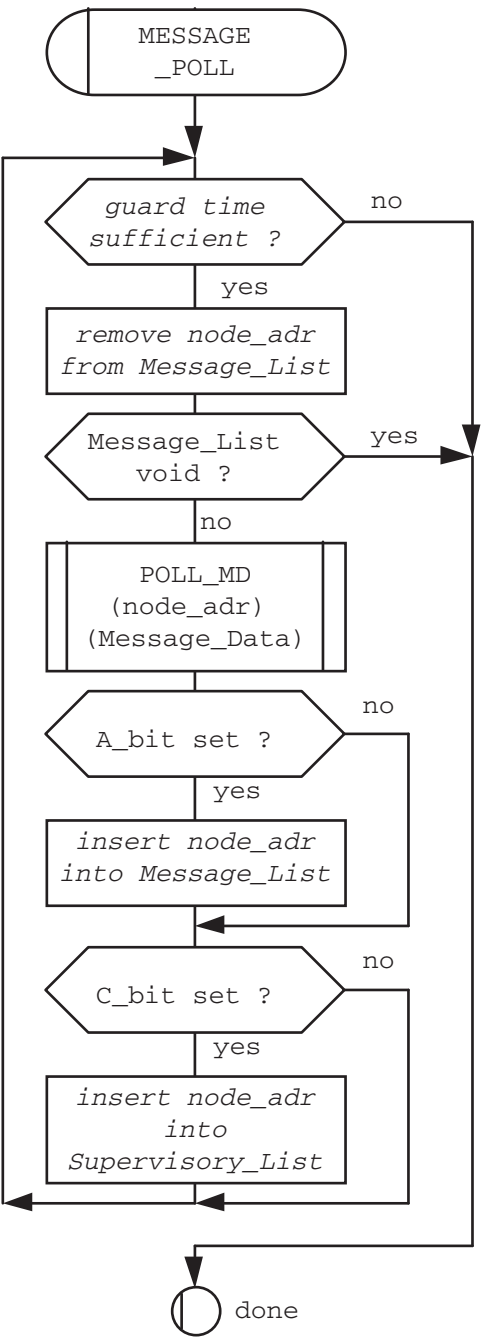 MESSAGE
_POLL
guard time
sufficient ?
no
yes
remove node_adr
from Message_List
Message_List
void ?
yes
no
POLL_MD
(node_adr)
(Message_Data)
no
A_bit set ?
yes
insert node_adr
into Message_List
no
C_bit set ?
yes
insert node_adr
into
Supervisory_List
done